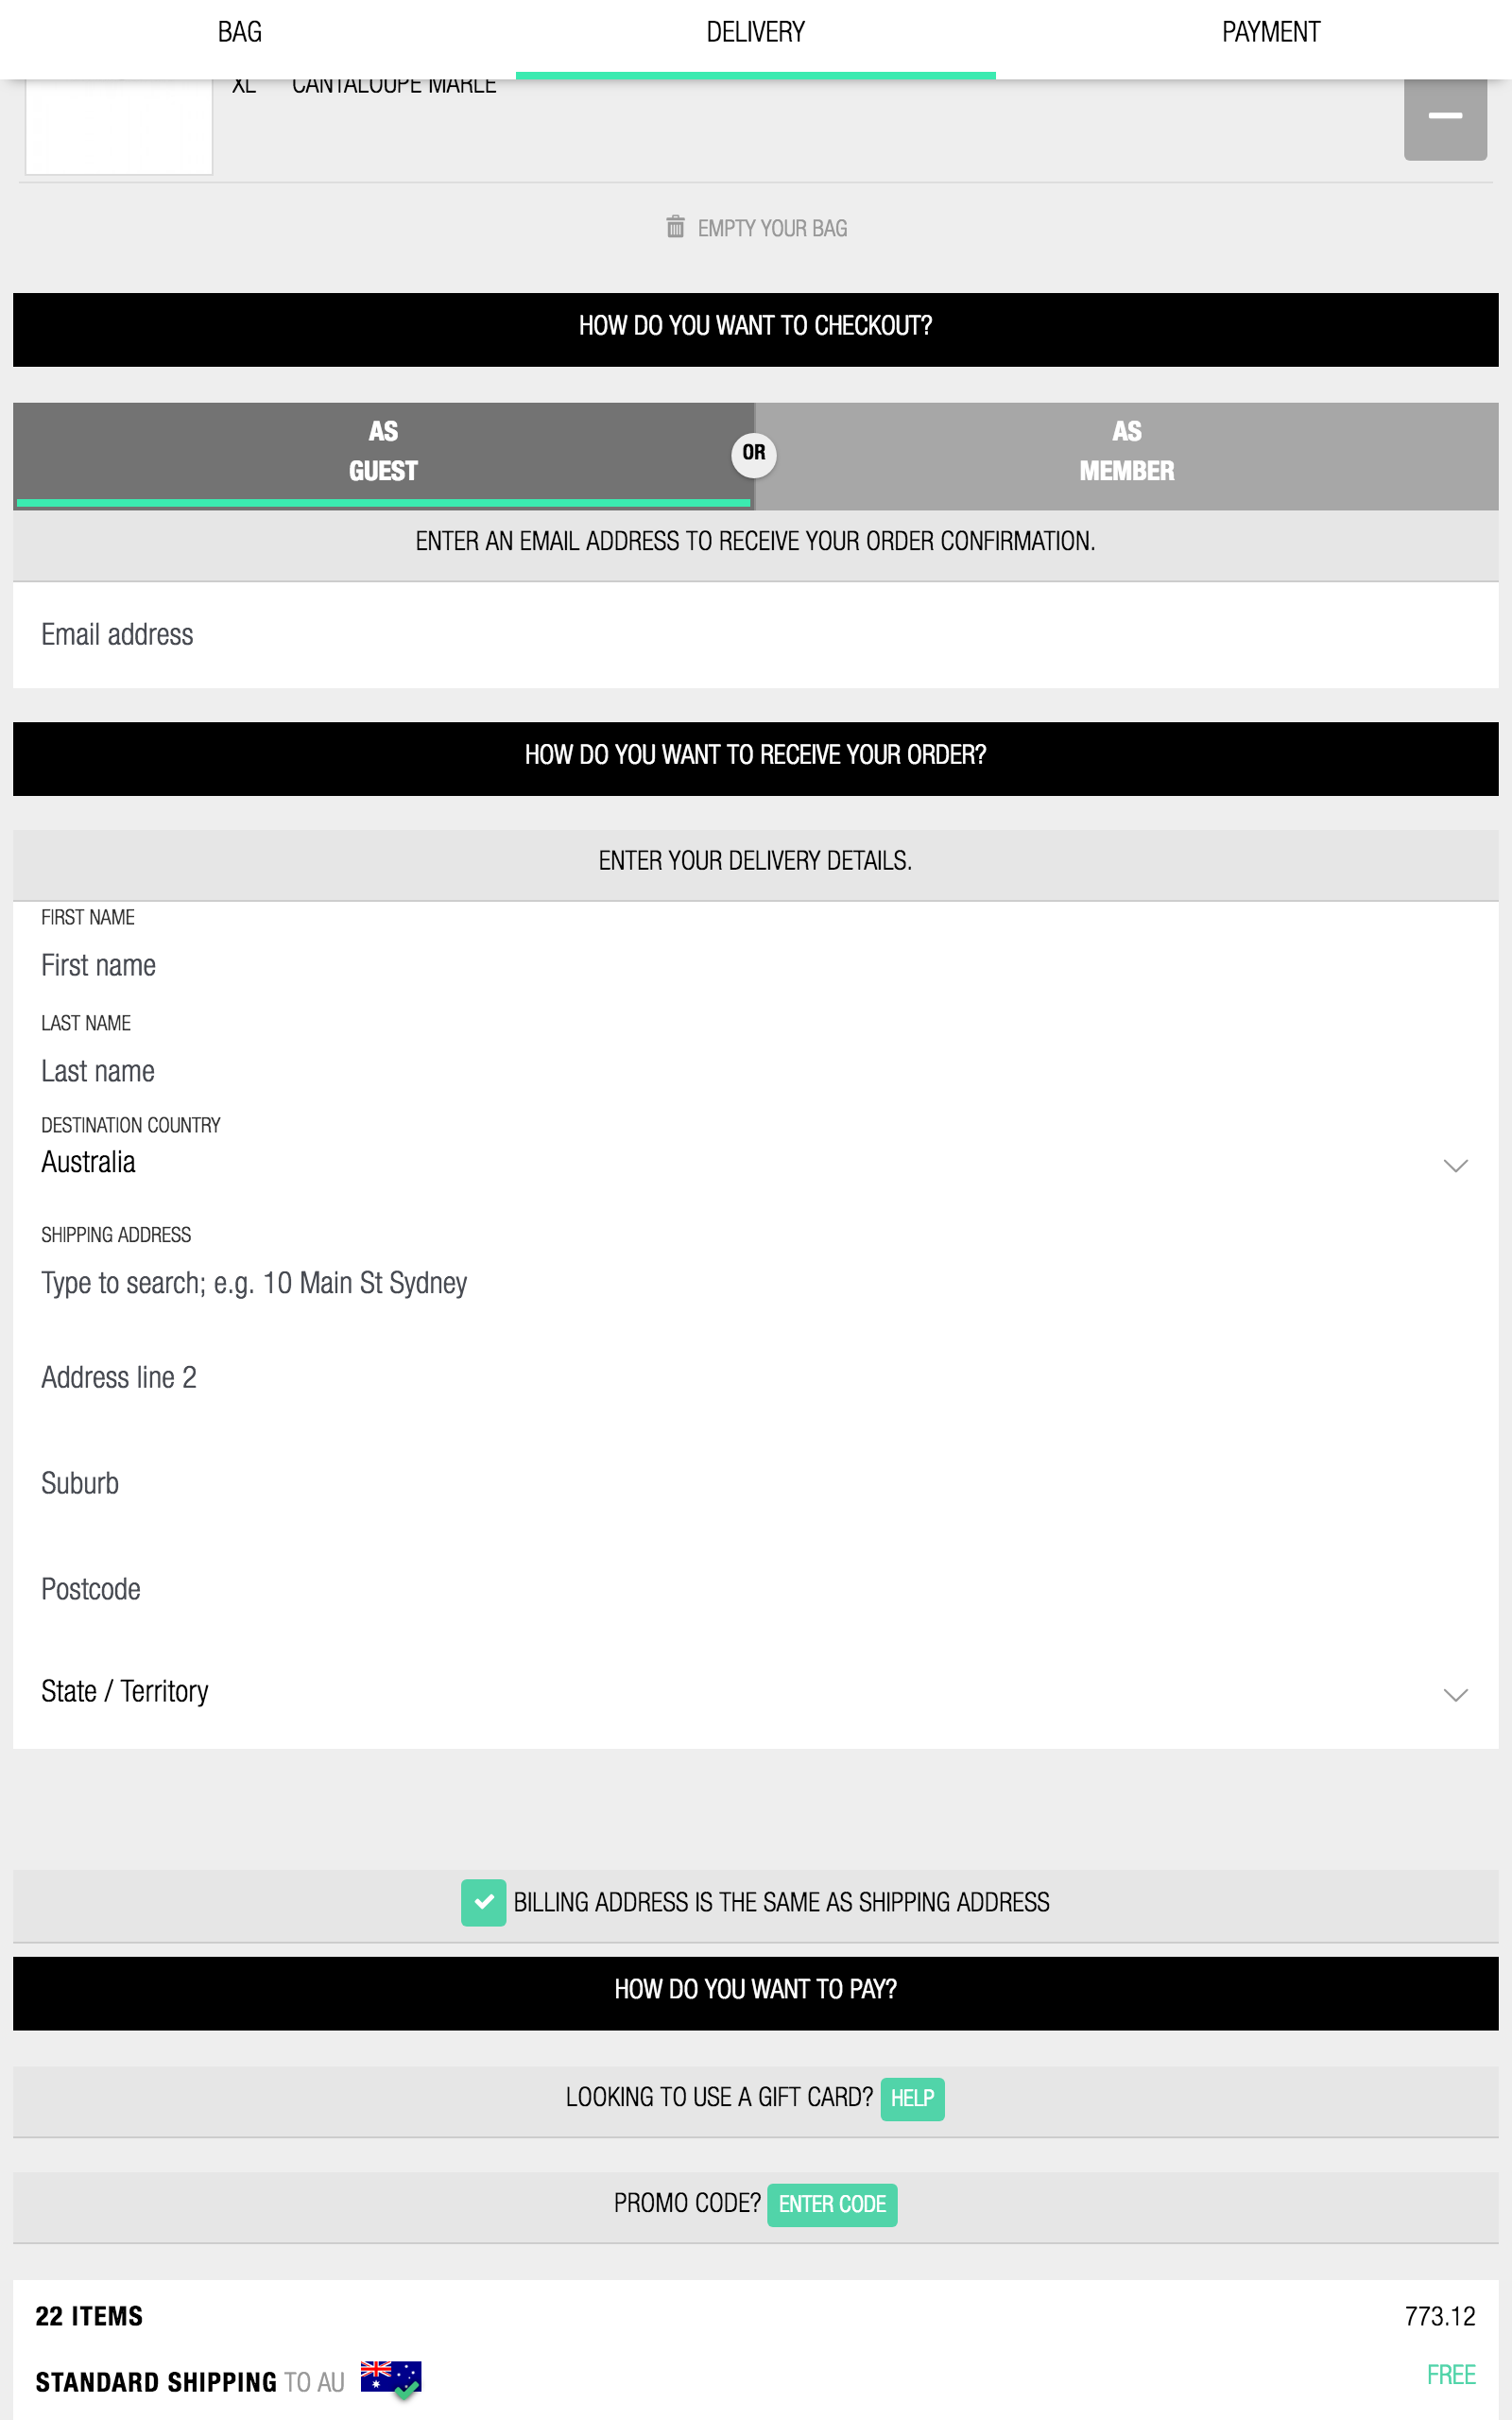 BAG
DELIVERY
PAYMENT
XL CANTALOUPE MARLE
EMPTY YOUR BAG
HOW DO YOU WANT TO CHECKOUT?
AS
GUEST
OR
AS
MEMBER
ENTER AN EMAIL ADDRESS TO RECEIVE YOUR ORDER CONFIRMATION.
Email address
HOW DO YOU WANT TO RECEIVE YOUR ORDER?
ENTER YOUR DELIVERY DETAILS.
FIRST NAME
First name
LAST NAME
Last name
DESTINATION COUNTRY
Australia
SHIPPING ADDRESS
Type to search; e.g. 10 Main St Sydney
Address line 2
Suburb
Postcode
State / Territory
BILLING ADDRESS IS THE SAME AS SHIPPING ADDRESS
HOW DO YOU WANT TO PAY?
LOOKING TO USE A GIFT CARD? HELP
PROMO CODE? ENTER CODE
22 ITEMS 773.12
STANDARD SHIPPING TO AU FREE